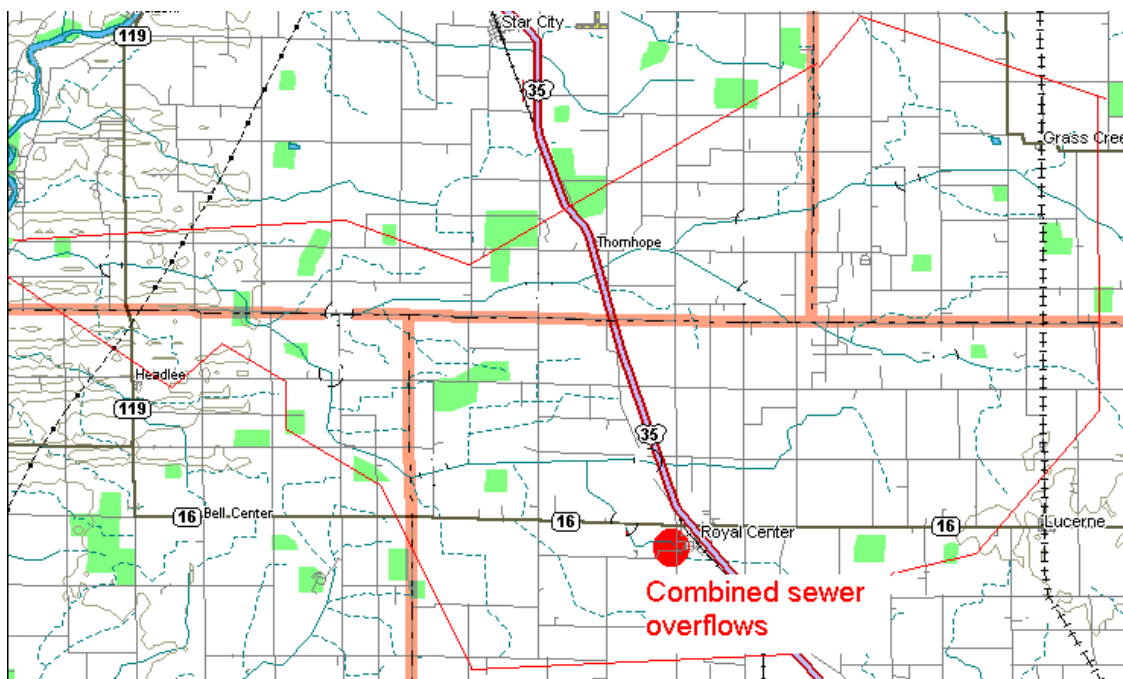 Star City
119
35
Grass Cree
Thornhope
Headlee
119
35
16
Bell Center
16
16
Lucerne
Royal Center
Combined sewer
overflows